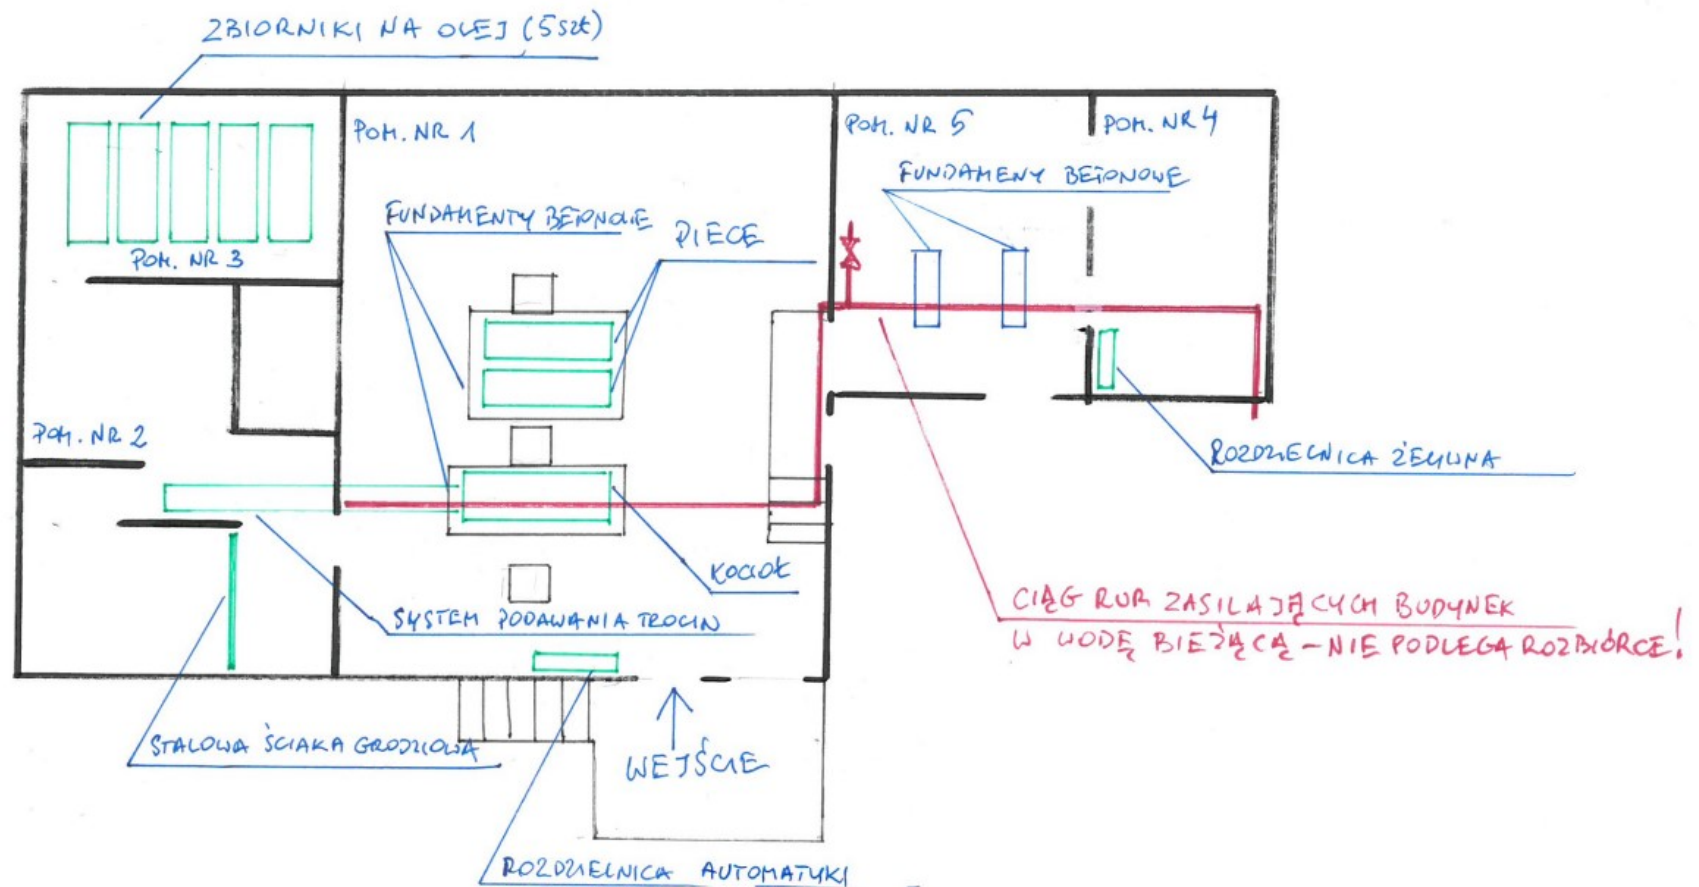 ZBIORNIKI NA OLEJ (5szt)
POM. NR 1
POM. NR 5
POM. NR 4
FUNDAMENY BETONOWE
FUNDAMENTY BETONOWE
PIECE
POM. NR 3
POM. NR 2
ROZDZIELNICA ŻELIWNA
KOCIOŁ
CIĄG RUR ZASILAJĄCYCH BUDYNEK
W WODĘ BIEŻĄCĄ - NIE PODLEGA ROZBIÓRCE!
SYSTEM PODAWANIA TROCIN
STALOWA ŚCIAKA GRODZIOWA
WEJŚCIE
ROZDZIELNICA AUTOMATYKI